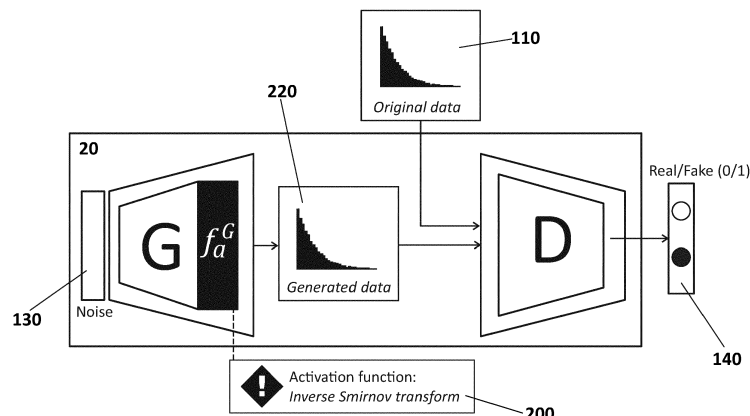 110
Original data
220
20
Real/Fake (0/1)
G
f_a^G
D
Generated data
130
Noise
140
Activation function:
Inverse Smirnov transform
200
!